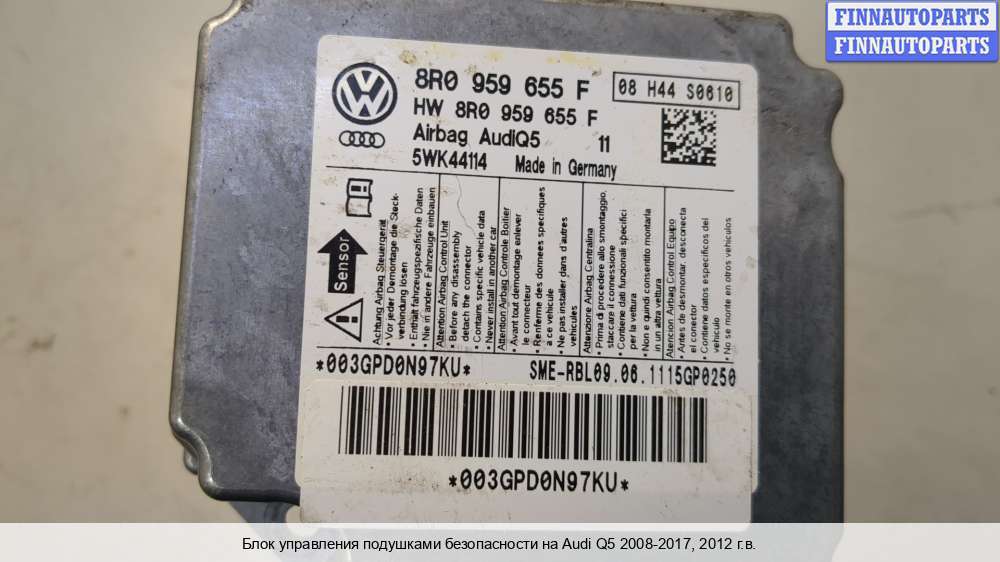 FINNAUTOPARTS
FINNAUTOPARTS
8R0 959 655 F
08 H44 S0610
HW 8R0 959 655 F
Airbag AudiQ5 11
5WK44114 Made in Germany
Sensor
Achtung Airbag Steuergerät
• Vor jeder Demontage die Steck-
verbindung lösen
• Enthält fahrzeugspezifische Daten
• Nie in andere Fahrzeuge einbauen
Attention Airbag Control Unit
• Before any disassembly
detach the connector
• Contains specific vehicle data
• Never install in another car
Attention Airbag Controle Boitier
• Avant tout demontage enlever
le connecteur
• Renferme des donnees specifiques
a ce vehicule
• Ne pas installer dans d'autres
vehicules
Attenzione Airbag Centralina
• Prima di procedere allo smontaggio,
staccare il connessione
• Contiene dati funzionali specifici
per la vettura
• Non e quindi consentito montarla
in un altra vettura
Atencion Airbag Control Equipo
• Antes de desmontar, desconecta
el conector
• Contiene datos especificos del
vehiculo
• No se monte en otros vehiculos
*003GPD0N97KU*
SME-RBL09.06.1115GP0250
*003GPD0N97KU*
Блок управления подушками безопасности на Audi Q5 2008-2017, 2012 г.в.